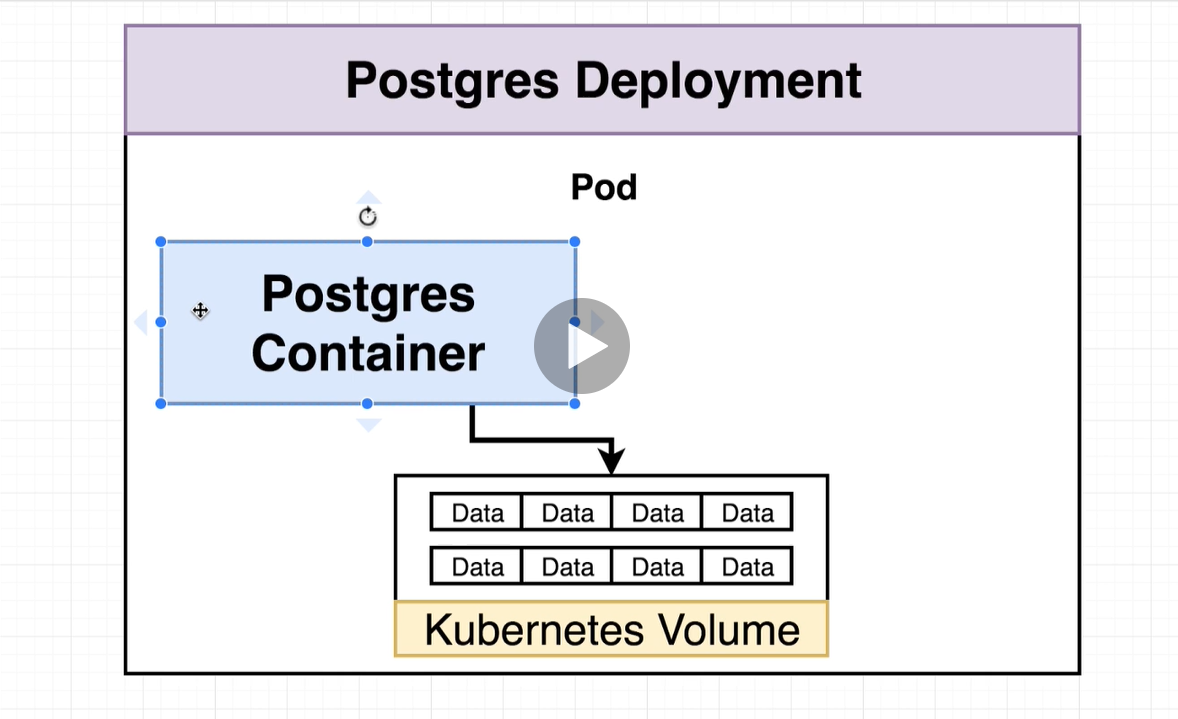 Postgres Deployment
Pod
Postgres
Container
Data Data Data Data
Data Data Data Data
Kubernetes Volume